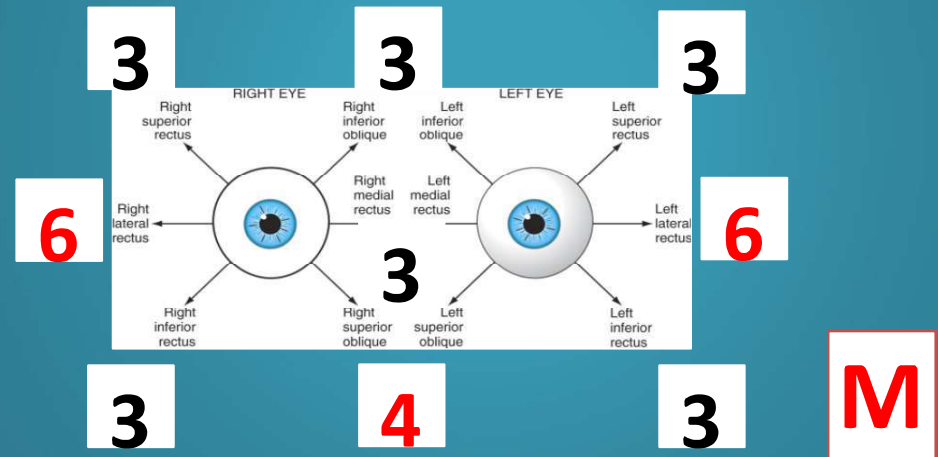 3
3
3
RIGHT EYE
LEFT EYE
Right
superior
rectus
Right
inferior
oblique
Left
inferior
oblique
Left
superior
rectus
6
Right
lateral
rectus
Right
medial
rectus
Left
medial
rectus
Left
lateral
rectus
6
3
Right
inferior
rectus
Right
superior
oblique
Left
superior
oblique
Left
inferior
rectus
3
4
3
M